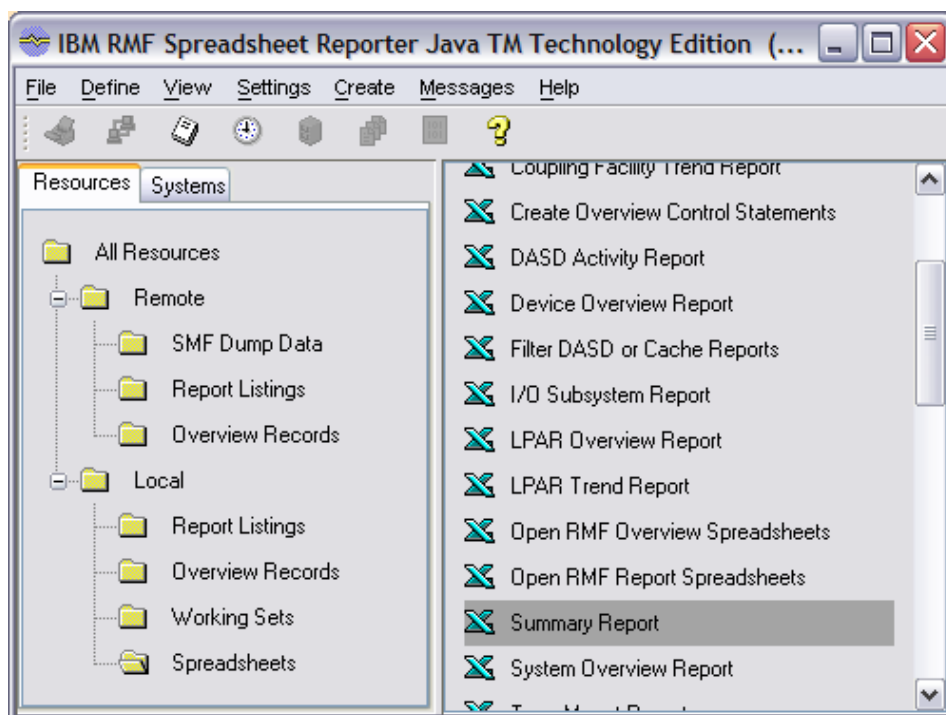 IBM RMF Spreadsheet Reporter Java TM Technology Edition (...
File Define View Settings Create Messages Help
Resources Systems
All Resources
Remote
SMF Dump Data
Report Listings
Overview Records
Local
Report Listings
Overview Records
Working Sets
Spreadsheets
Coupling Facility Trend Report
Create Overview Control Statements
DASD Activity Report
Device Overview Report
Filter DASD or Cache Reports
I/O Subsystem Report
LPAR Overview Report
LPAR Trend Report
Open RMF Overview Spreadsheets
Open RMF Report Spreadsheets
Summary Report
System Overview Report